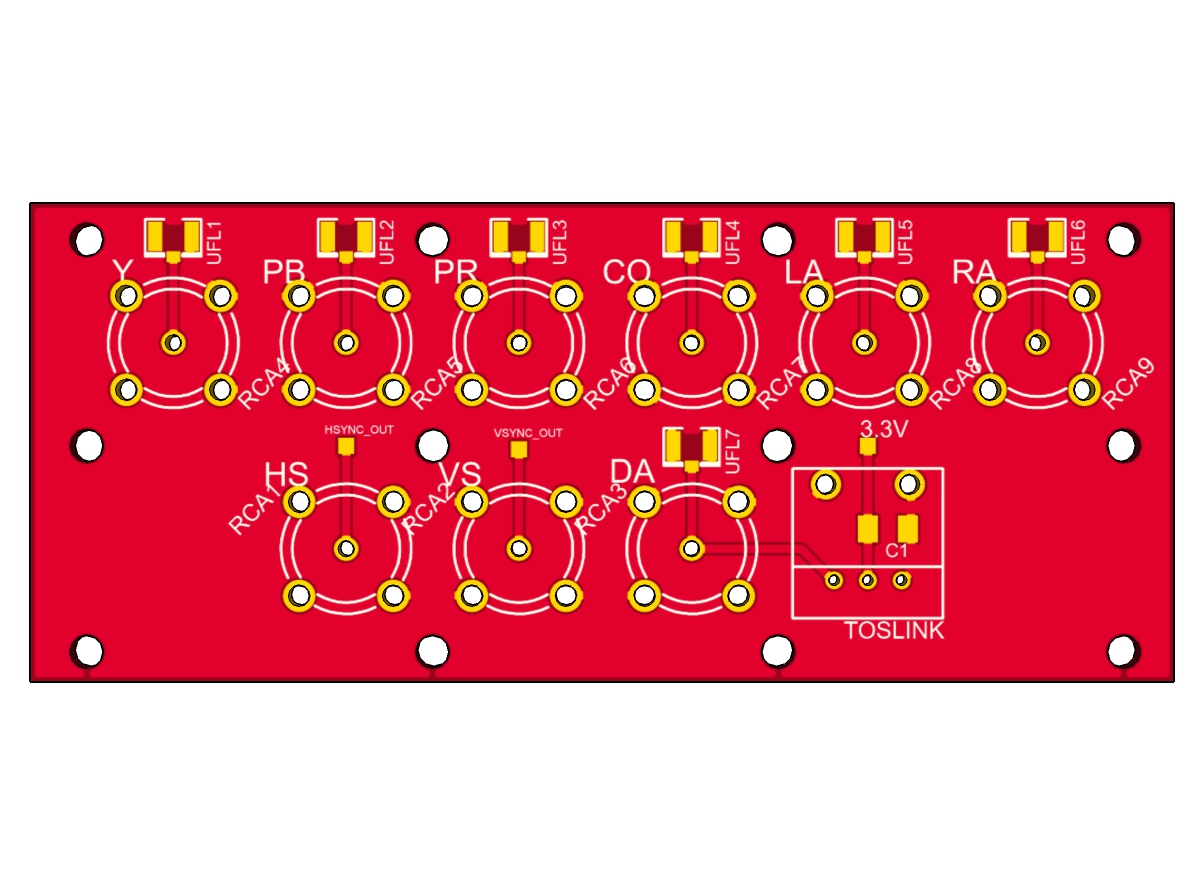 UFL1
UFL2
UFL3
UFL4
UFL5
UFL6
Y
PB
PR
CO
LA
RA
RCA4
RCA5
RCA6
RCA7
RCA8
RCA9
HSYNC_OUT
VSYNC_OUT
UFL7
3.3V
HS
VS
DA
RCA1
RCA2
RCA3
C1
TOSLINK